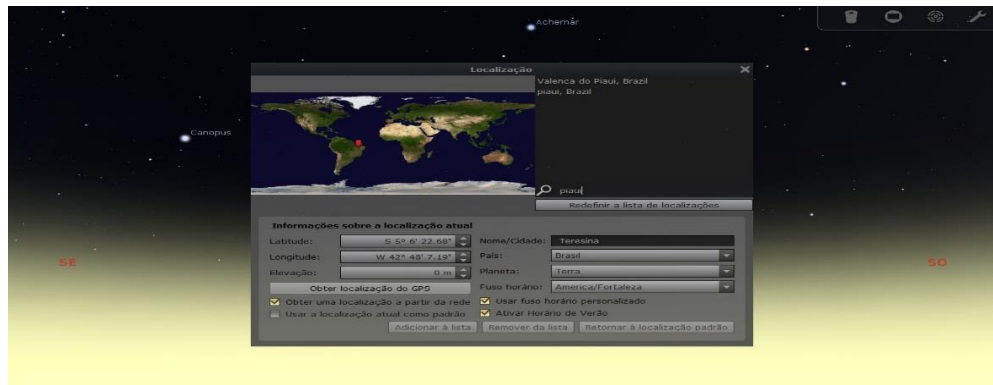 Achernar
Canopus
SE
SO
Localização
Valenca do Piaui, Brazil
piaui, Brazil
piaui
Redefinir a lista de localizações
Informações sobre a localização atual
Latitude: S 5° 6' 22.68"
Longitude: W 42° 48' 7.19"
Elevação: 0 m
Obter localização do GPS
Obter uma localização a partir da rede
Usar a localização atual como padrão
Nome/Cidade: Teresina
País: Brasil
Planeta: Terra
Fuso horário: America/Fortaleza
Usar fuso horário personalizado
Ativar Horário de Verão
Adicionar à lista
Remover da lista
Retornar à localização padrão